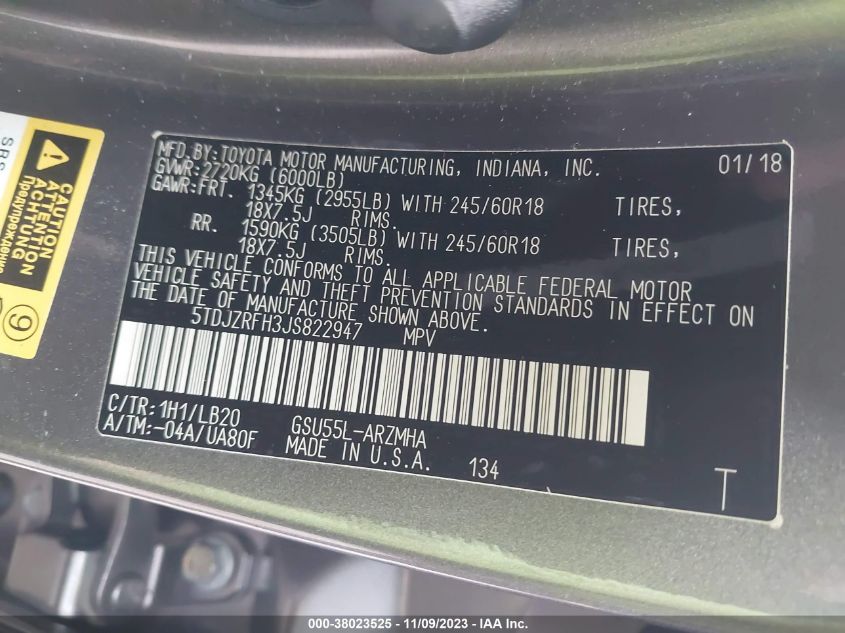 MFD.BY:TOYOTA MOTOR MANUFACTURING, INDIANA, INC. 01/18
GVWR:2720KG (6000LB)
GAWR:FRT. 1345KG (2955LB) WITH 245/60R18 TIRES,
18X7.5J RIMS.
RR. 1590KG (3505LB) WITH 245/60R18 TIRES,
18X7.5J RIMS.
THIS VEHICLE CONFORMS TO ALL APPLICABLE FEDERAL MOTOR
VEHICLE SAFETY AND THEFT PREVENTION STANDARDS IN EFFECT ON
THE DATE OF MANUFACTURE SHOWN ABOVE.
5TDJZRFH3JS822947 MPV
C/TR:1H1/LB20 GSU55L-ARZMHA
A/TM:-04A/UA80F MADE IN U.S.A. 134
T
SRS
CAUTION
ATTENTION
ACHTUNG
Предупреждение
9
000-38023525 - 11/09/2023 - IAA Inc.